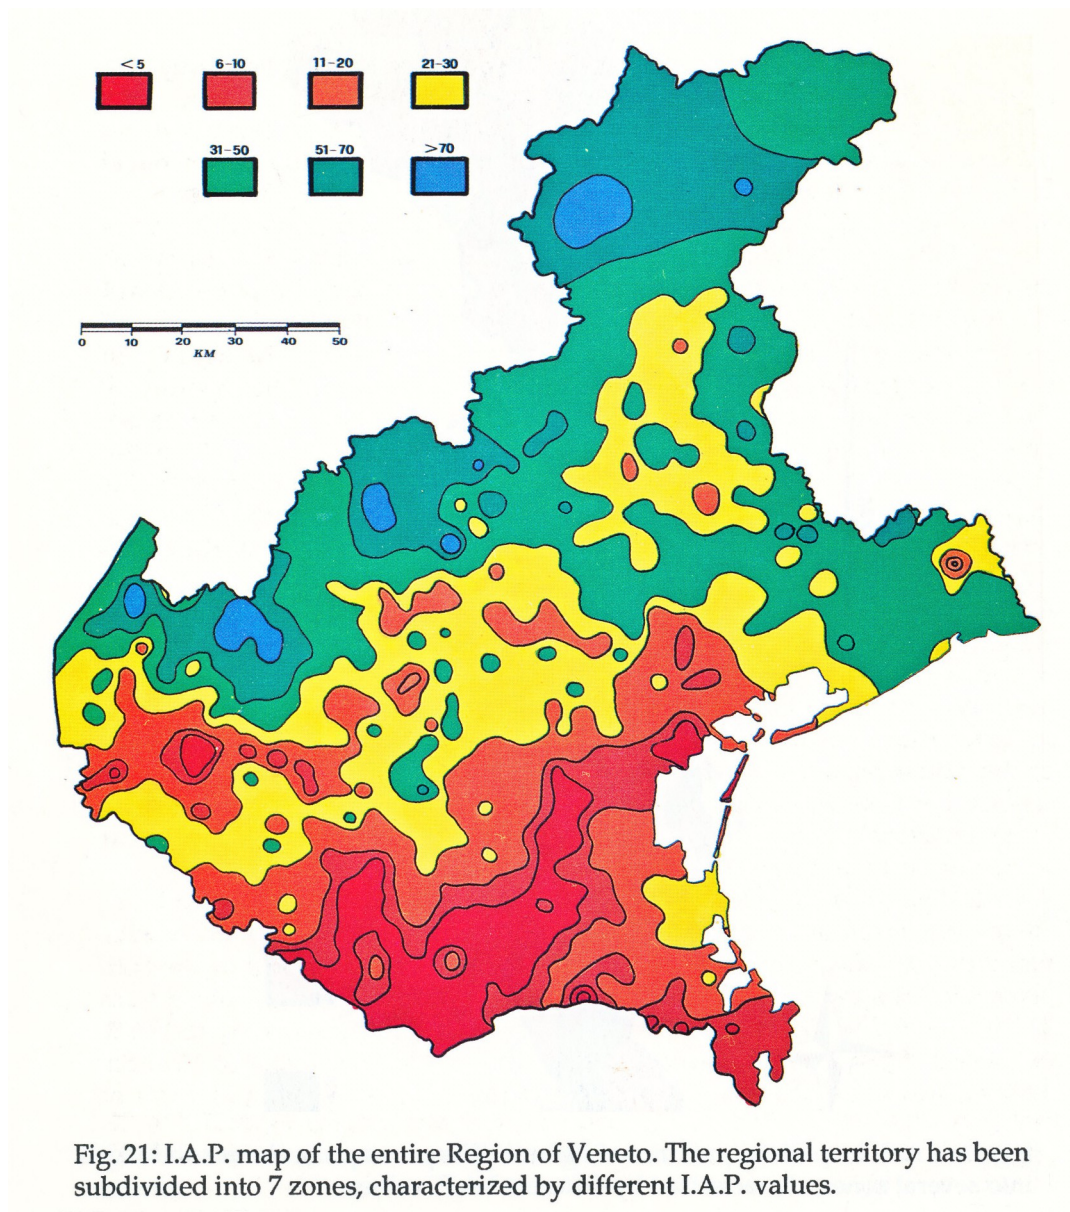 < 5 6-10 11-20 21-30
31-50 51-70 >70
0 10 20 30 40 50
KM
Fig. 21: I.A.P. map of the entire Region of Veneto. The regional territory has been
subdivided into 7 zones, characterized by different I.A.P. values.